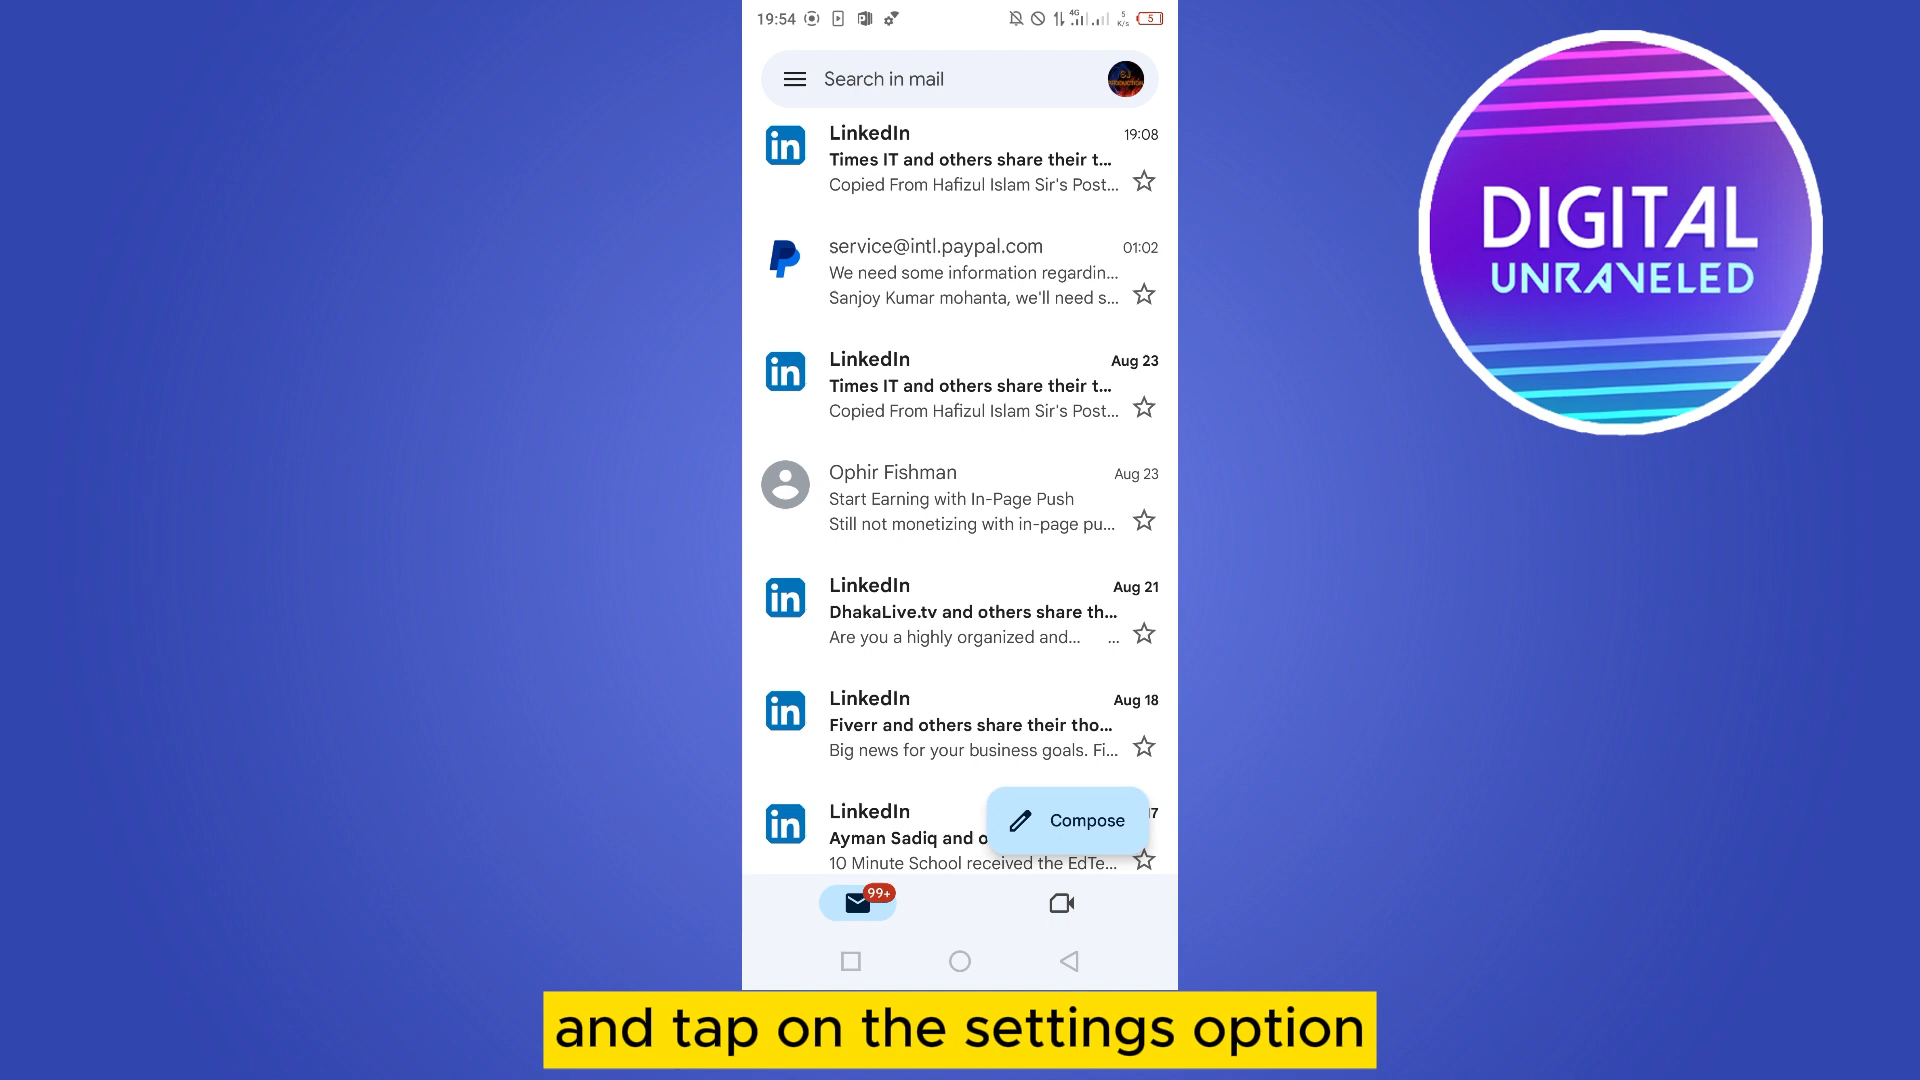 19:54
4G
5
K/s
5
Search in mail
LinkedIn 19:08
Times IT and others share their t...
Copied From Hafizul Islam Sir's Post...
service@intl.paypal.com 01:02
We need some information regardin...
Sanjoy Kumar mohanta, we'll need s...
LinkedIn Aug 23
Times IT and others share their t...
Copied From Hafizul Islam Sir's Post...
Ophir Fishman Aug 23
Start Earning with In-Page Push
Still not monetizing with in-page pu...
LinkedIn Aug 21
DhakaLive.tv and others share th...
Are you a highly organized and... ...
LinkedIn Aug 18
Fiverr and others share their tho...
Big news for your business goals. Fi...
LinkedIn 17
Ayman Sadiq and o
10 Minute School received the EdTe...
Compose
99+
DIGITAL
UNRAVELED
and tap on the settings option